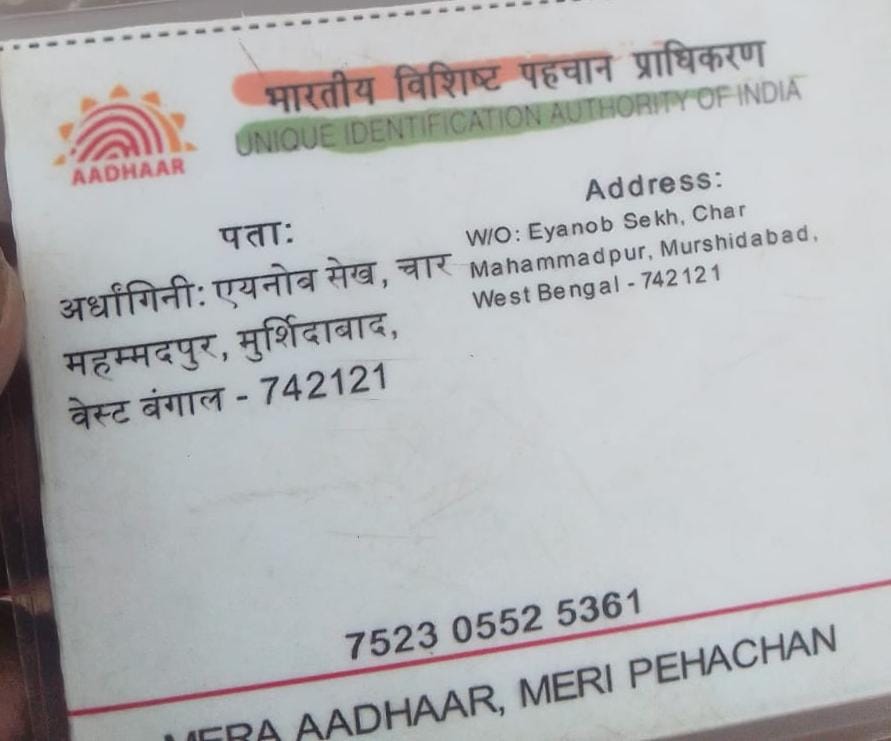 भारतीय विशिष्ट पहचान प्राधिकरण
UNIQUE IDENTIFICATION AUTHORITY OF INDIA
AADHAAR
पता:
अर्धांगिनी: एयनोब सेख, चार
महम्मदपुर, मुर्शिदाबाद,
वेस्ट बंगाल - 742121
Address:
W/O: Eyanob Sekh, Char
Mahammadpur, Murshidabad,
West Bengal - 742121
7523 0552 5361
MERA AADHAAR, MERI PEHACHAN